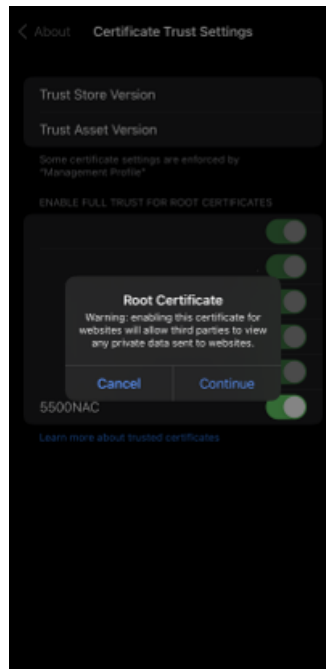 About
Certificate Trust Settings
Trust Store Version
Trust Asset Version
Some certificate settings are enforced by
"Management Profile"
ENABLE FULL TRUST FOR ROOT CERTIFICATES
Root Certificate
Warning: enabling this certificate for
websites will allow third parties to view
any private data sent to websites.
Cancel
Continue
5500NAC
Learn more about trusted certificates